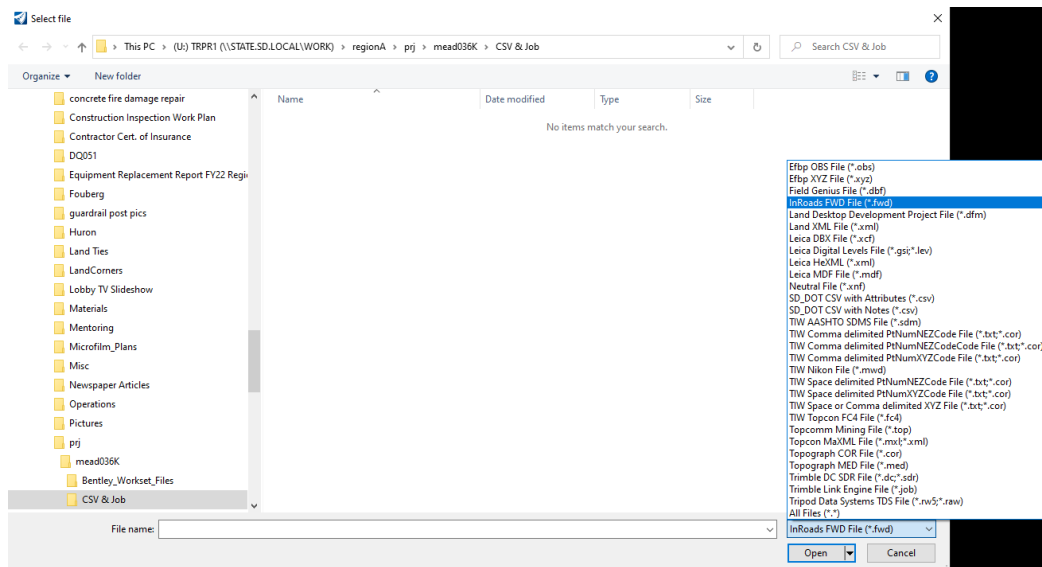 Select file
This PC > (U:) TRPR1 (\\STATE.SD.LOCAL\WORK) > regionA > prj > mead036K > CSV & Job
Search CSV & Job
Organize
New folder
?
concrete fire damage repair
Construction Inspection Work Plan
Contractor Cert. of Insurance
DQ051
Equipment Replacement Report FY22 Regi
Fouberg
guardrail post pics
Huron
Land Ties
LandCorners
Lobby TV Slideshow
Materials
Mentoring
Microfilm_Plans
Misc
Newspaper Articles
Operations
Pictures
prj
mead036K
Bentley_Workset_Files
CSV & Job
Name
Date modified
Type
Size
No items match your search.
Efbp OBS File (*.obs)
Efbp XYZ File (*.xyz)
Field Genius File (*.dbf)
InRoads FWD File (*.fwd)
Land Desktop Development Project File (*.dfm)
Land XML File (*.xml)
Leica DBX File (*.xcf)
Leica Digital Levels File (*.gsi;*.lev)
Leica HeXML (*.xml)
Leica MDF File (*.mdf)
Neutral File (*.xnf)
SD_DOT CSV with Attributes (*.csv)
SD_DOT CSV with Notes (*.csv)
TIW AASHTO SDMS File (*.sdm)
TIW Comma delimited PtNumNEZCode File (*.txt;*.cor)
TIW Comma delimited PtNumNEZCodeCode File (*.txt;*.cor)
TIW Comma delimited PtNumXYZCode File (*.txt;*.cor)
TIW Nikon File (*.mwd)
TIW Space delimited PtNumNEZCode File (*.txt;*.cor)
TIW Space delimited PtNumXYZCode File (*.txt;*.cor)
TIW Space or Comma delimited XYZ File (*.txt;*.cor)
TIW Topcon FC4 File (*.fc4)
Topcomm Mining File (*.top)
Topcon MaXML File (*.mxl;*.xml)
Topograph COR File (*.cor)
Topograph MED File (*.med)
Trimble DC SDR File (*.dc;*.sdr)
Trimble Link Engine File (*.job)
Tripod Data Systems TDS File (*.rw5;*.raw)
All Files (*.*)
File name:
InRoads FWD File (*.fwd)
Open
Cancel